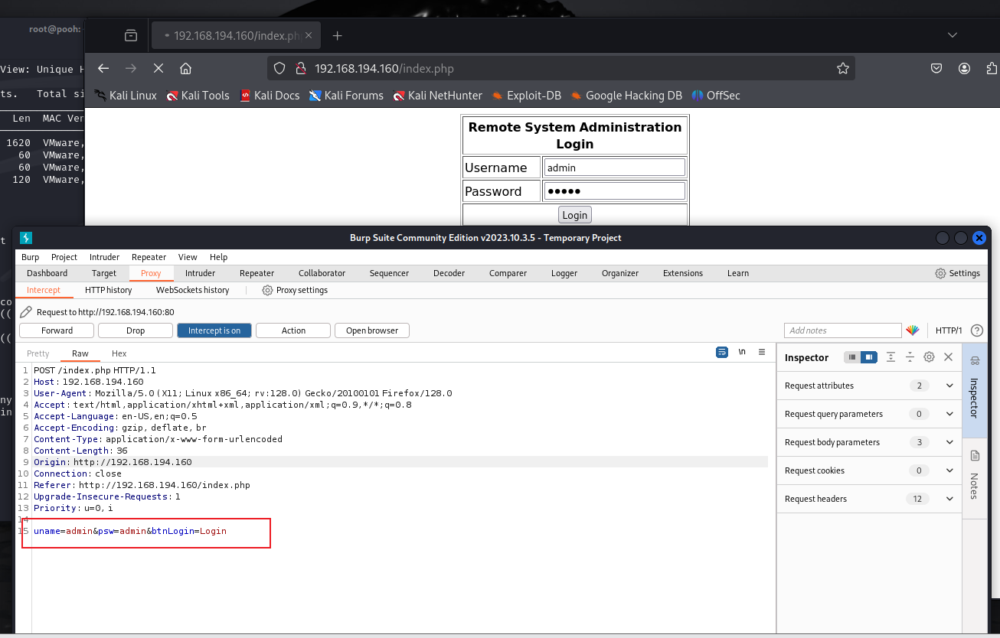 root@pooh:
192.168.194.160/index.ph
View: Unique H
192.168.194.160/index.php
ts. Total si
Kali Linux Kali Tools Kali Docs Kali Forums Kali NetHunter Exploit-DB Google Hacking DB OffSec
Len MAC Ven
1620 VMware,
60 VMware,
60 VMware,
120 VMware,
Remote System Administration
Login
Username admin
Password •••••
Login
t
co
((
((
ny
in
Burp Suite Community Edition v2023.10.3.5 - Temporary Project
Burp Project Intruder Repeater View Help
Dashboard Target Proxy Intruder Repeater Collaborator Sequencer Decoder Comparer Logger Organizer Extensions Learn Settings
Intercept HTTP history WebSockets history Proxy settings
Request to http://192.168.194.160:80
Forward Drop Intercept is on Action Open browser Add notes HTTP/1 ?
Pretty Raw Hex \n
1 POST /index.php HTTP/1.1
2 Host: 192.168.194.160
3 User-Agent: Mozilla/5.0 (X11; Linux x86_64; rv:128.0) Gecko/20100101 Firefox/128.0
4 Accept: text/html,application/xhtml+xml,application/xml;q=0.9,*/*;q=0.8
5 Accept-Language: en-US,en;q=0.5
6 Accept-Encoding: gzip, deflate, br
7 Content-Type: application/x-www-form-urlencoded
8 Content-Length: 36
9 Origin: http://192.168.194.160
10 Connection: close
11 Referer: http://192.168.194.160/index.php
12 Upgrade-Insecure-Requests: 1
13 Priority: u=0, i
14
15 uname=admin&psw=admin&btnLogin=Login
Inspector
Request attributes 2
Request query parameters 0
Request body parameters 3
Request cookies 0
Request headers 12
Inspector
Notes